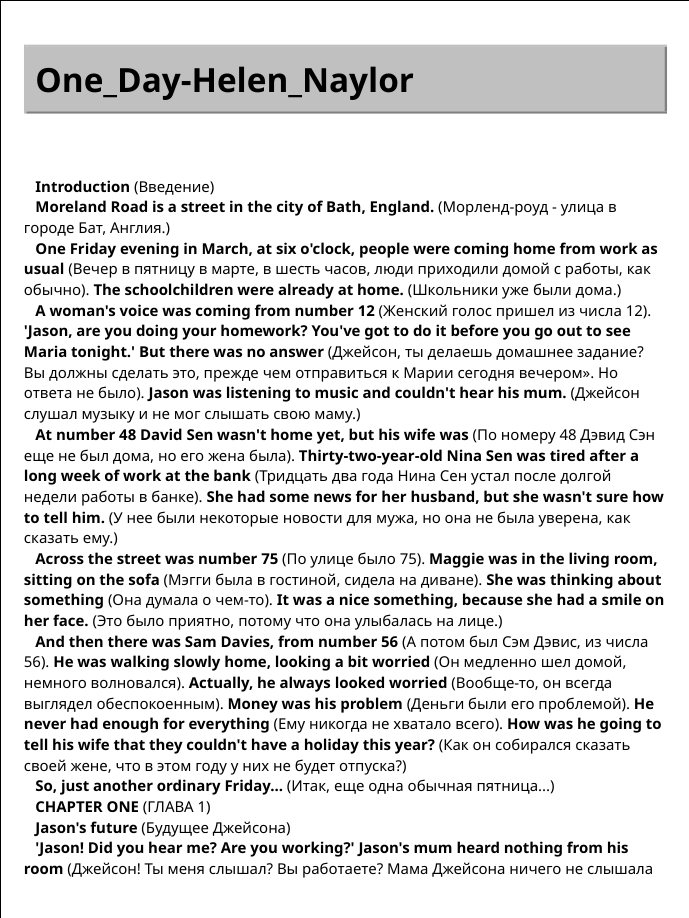 One_Day-Helen_Naylor
Introduction (Введение)
Moreland Road is a street in the city of Bath, England. (Морленд-роуд - улица в
городе Бат, Англия.)
One Friday evening in March, at six o'clock, people were coming home from work as
usual (Вечер в пятницу в марте, в шесть часов, люди приходили домой с работы, как
обычно). The schoolchildren were already at home. (Школьники уже были дома.)
A woman's voice was coming from number 12 (Женский голос пришел из числа 12).
'Jason, are you doing your homework? You've got to do it before you go out to see
Maria tonight.' But there was no answer (Джейсон, ты делаешь домашнее задание?
Вы должны сделать это, прежде чем отправиться к Марии сегодня вечером». Но
ответа не было). Jason was listening to music and couldn't hear his mum. (Джейсон
слушал музыку и не мог слышать свою маму.)
At number 48 David Sen wasn't home yet, but his wife was (По номеру 48 Дэвид Сэн
еще не был дома, но его жена была). Thirty-two-year-old Nina Sen was tired after a
long week of work at the bank (Тридцать два года Нина Сен устал после долгой
недели работы в банке). She had some news for her husband, but she wasn't sure how
to tell him. (У нее были некоторые новости для мужа, но она не была уверена, как
сказать ему.)
Across the street was number 75 (По улице было 75). Maggie was in the living room,
sitting on the sofa (Мэгги была в гостиной, сидела на диване). She was thinking about
something (Она думала о чем-то). It was a nice something, because she had a smile on
her face. (Это было приятно, потому что она улыбалась на лице.)
And then there was Sam Davies, from number 56 (А потом был Сэм Дэвис, из числа
56). He was walking slowly home, looking a bit worried (Он медленно шел домой,
немного волновался). Actually, he always looked worried (Вообще-то, он всегда
выглядел обеспокоенным). Money was his problem (Деньги были его проблемой). He
never had enough for everything (Ему никогда не хватало всего). How was he going to
tell his wife that they couldn't have a holiday this year? (Как он собирался сказать
своей жене, что в этом году у них не будет отпуска?)
So, just another ordinary Friday... (Итак, еще одна обычная пятница...)
CHAPTER ONE (ГЛАВА 1)
Jason's future (Будущее Джейсона)
'Jason! Did you hear me? Are you working?' Jason's mum heard nothing from his
room (Джейсон! Ты меня слышал? Вы работаете? Мама Джейсона ничего не слышала